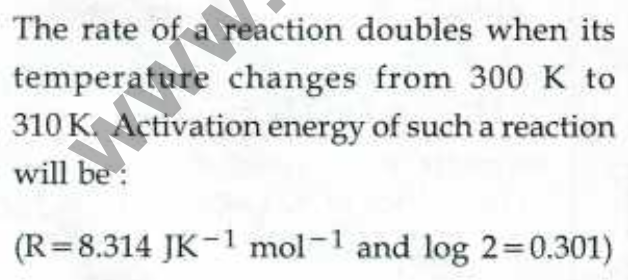 The rate of a reaction doubles when its
temperature changes from 300 K to
310 K. Activation energy of such a reaction
will be :
(R=8.314 JK⁻¹ mol⁻¹ and log 2=0.301)
www.